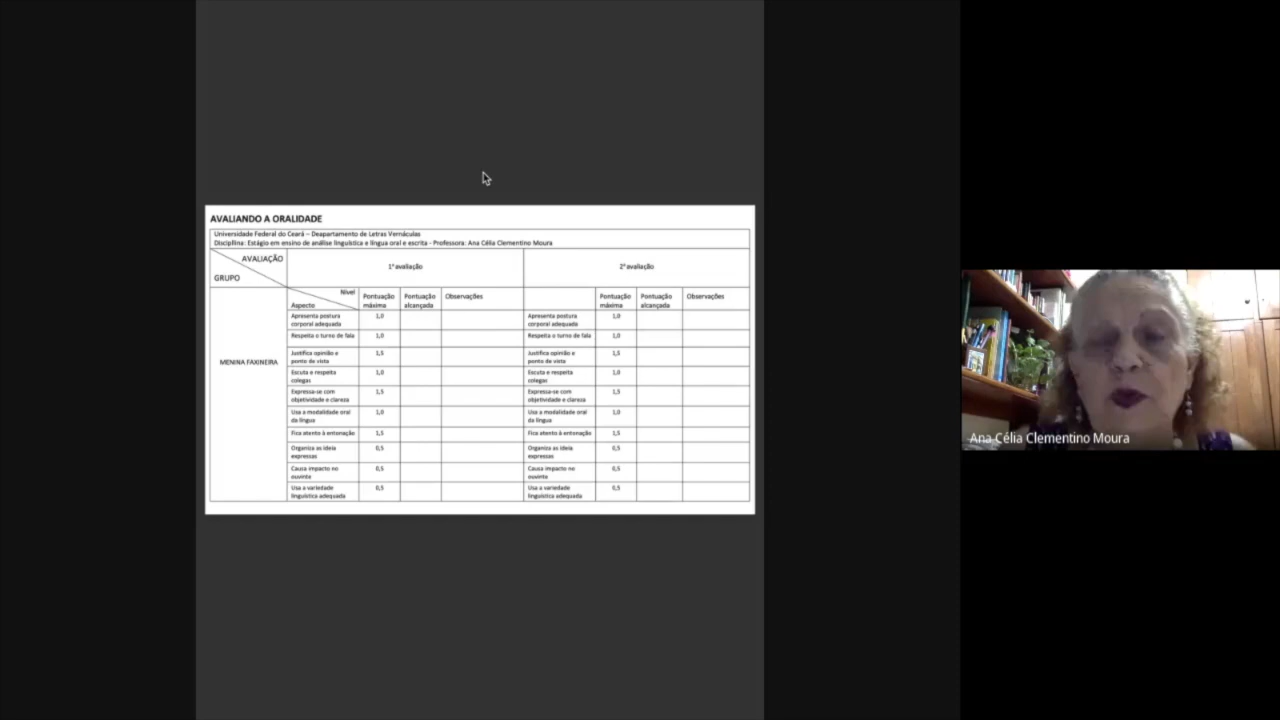 AVALIANDO A ORALIDADE
Universidade Federal do Ceará – Deapartamento de Letras Vernáculas
Disciplina: Estágio em ensino de análise linguística e língua oral e escrita - Professora: Ana Célia Clementino Moura
AVALIAÇÃO
GRUPO
1ª avaliação
2ª avaliação
Nível
Aspecto
Pontuação máxima
Pontuação alcançada
Observações
Pontuação máxima
Pontuação alcançada
Observações
MENINA FAXINEIRA
Apresenta postura
corporal adequada
1,0
Apresenta postura
corporal adequada
1,0
Respeita o turno de fala
1,0
Respeita o turno de fala
1,0
Justifica opinião e
ponto de vista
1,5
Justifica opinião e
ponto de vista
1,5
Escuta e respeita
colegas
1,0
Escuta e respeita
colegas
1,0
Expressa-se com
objetividade e clareza
1,5
Expressa-se com
objetividade e clareza
1,5
Usa a modalidade oral
da língua
1,0
Usa a modalidade oral
da língua
1,0
Fica atento à entonação
1,5
Fica atento à entonação
1,5
Organiza as ideia
expressas
0,5
Organiza as ideia
expressas
0,5
Causa impacto no
ouvinte
0,5
Causa impacto no
ouvinte
0,5
Usa a variedade
linguística adequada
0,5
Usa a variedade
linguística adequada
0,5
Ana Célia Clementino Moura